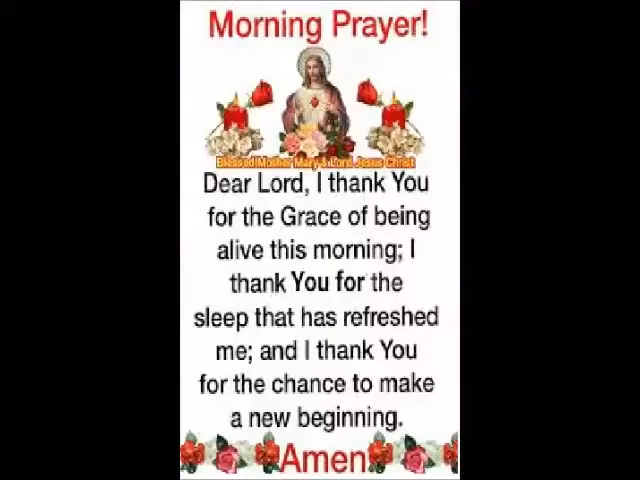 Morning Prayer!
Blessed Mother Mary & Lord Jesus Christ
Dear Lord, I thank You
for the Grace of being
alive this morning; I
thank You for the
sleep that has refreshed
me; and I thank You
for the chance to make
a new beginning.
Amen